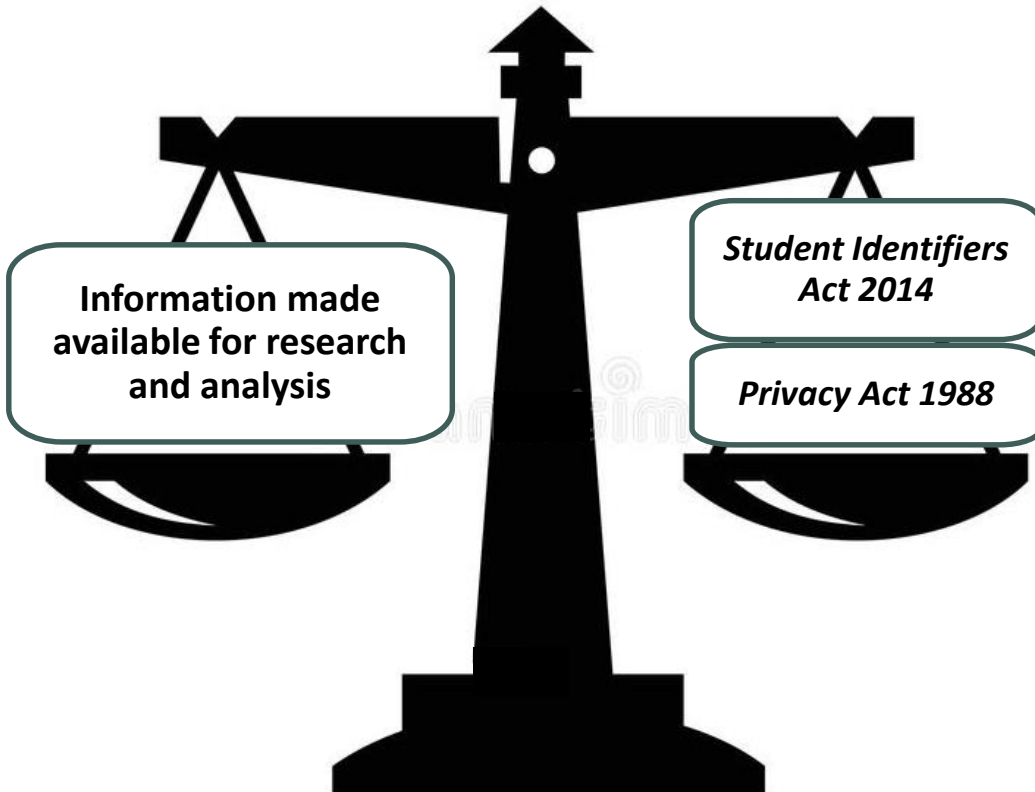 Information made
available for research
and analysis
Student Identifiers
Act 2014
Privacy Act 1988